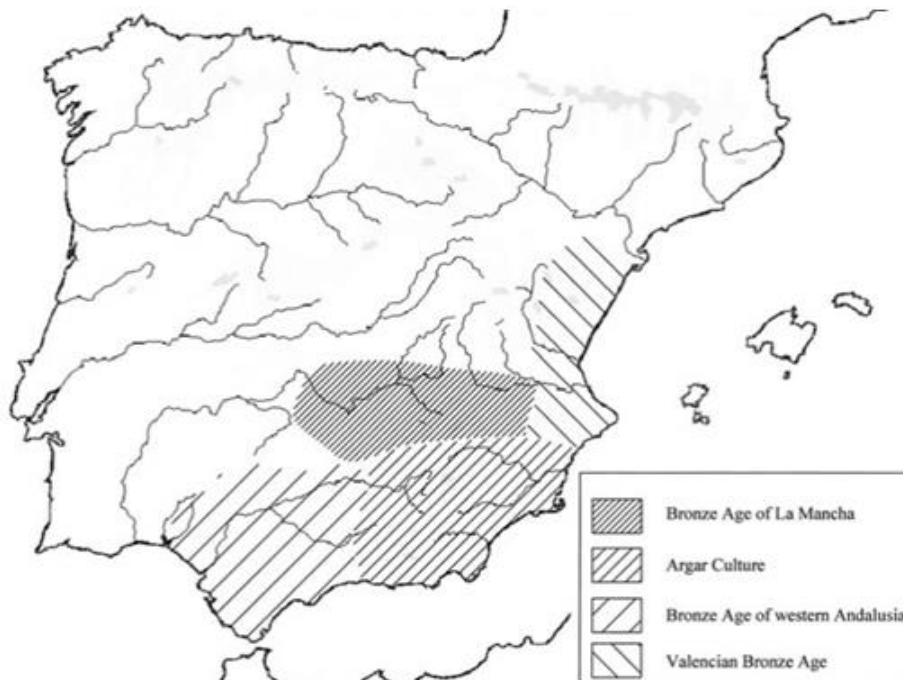 Bronze Age of La Mancha
Argar Culture
Bronze Age of western Andalusia
Valencian Bronze Age